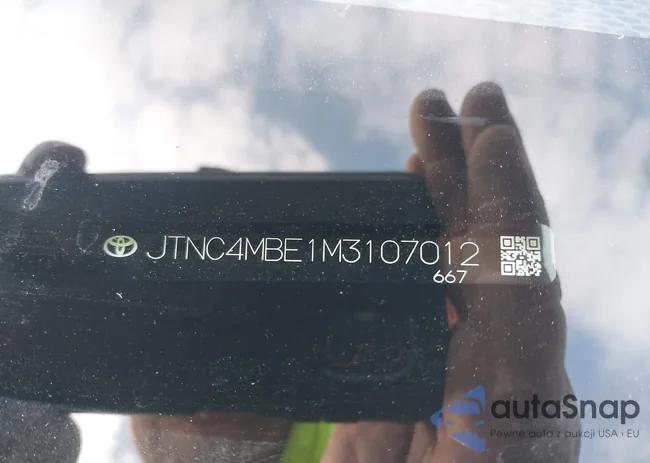 JTNC4MBE1M3107012
667
autaSnap
Pewne auta z aukcji USA i EU